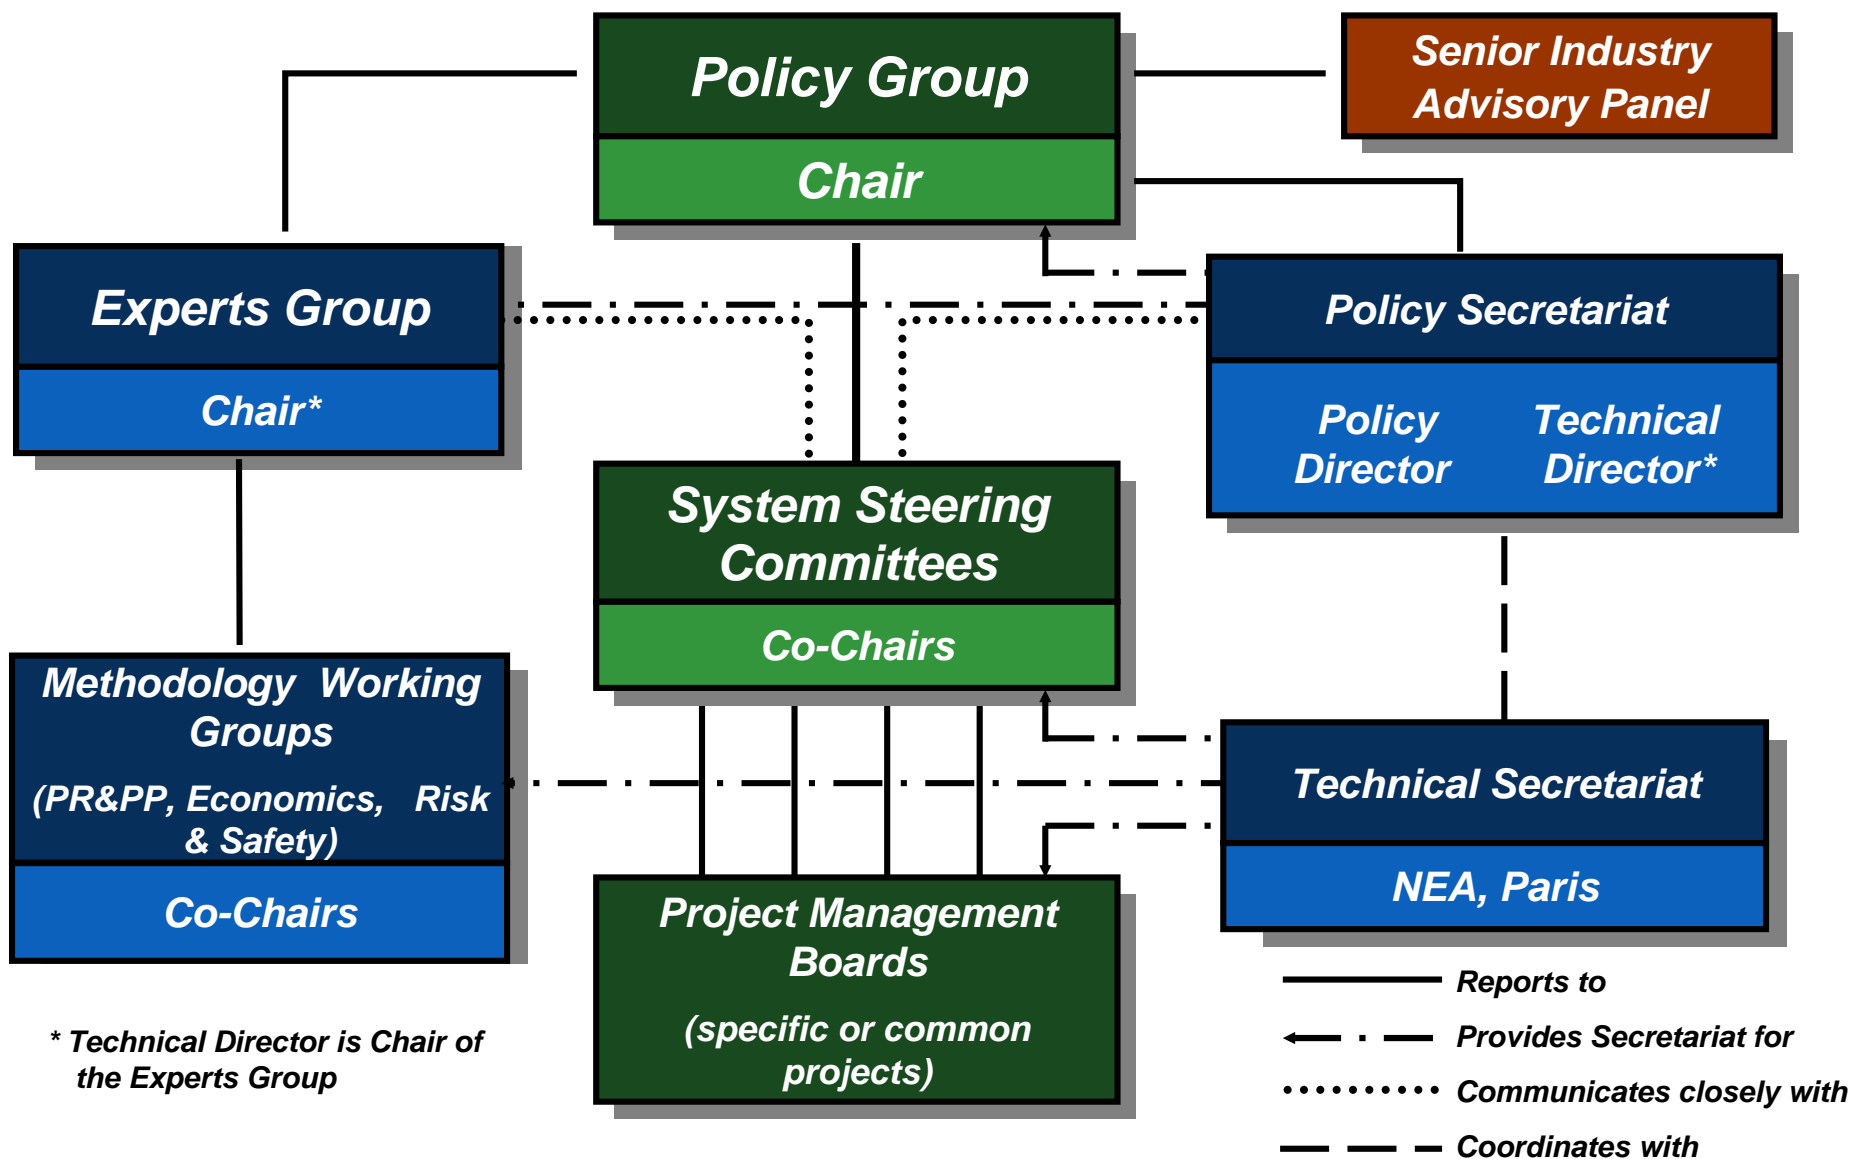 Policy Group
Chair
Senior Industry
Advisory Panel
Experts Group
Chair*
Policy Secretariat
Policy
Director
Technical
Director*
System Steering
Committees
Co-Chairs
Methodology Working
Groups
(PR&PP, Economics, Risk
& Safety)
Co-Chairs
Technical Secretariat
NEA, Paris
Project Management
Boards
(specific or common
projects)
* Technical Director is Chair of
the Experts Group
Reports to
Provides Secretariat for
Communicates closely with
Coordinates with